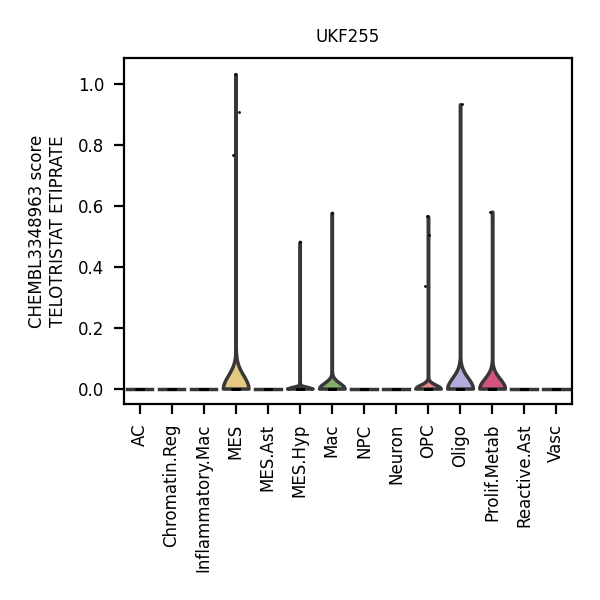 UKF255
CHEMBL3348963 score
TELOTRISTAT ETIPRATE
1.0
0.8
0.6
0.4
0.2
0.0
AC
Chromatin.Reg
Inflammatory.Mac
MES
MES.Ast
MES.Hyp
Mac
NPC
Neuron
OPC
Oligo
Prolif.Metab
Reactive.Ast
Vasc